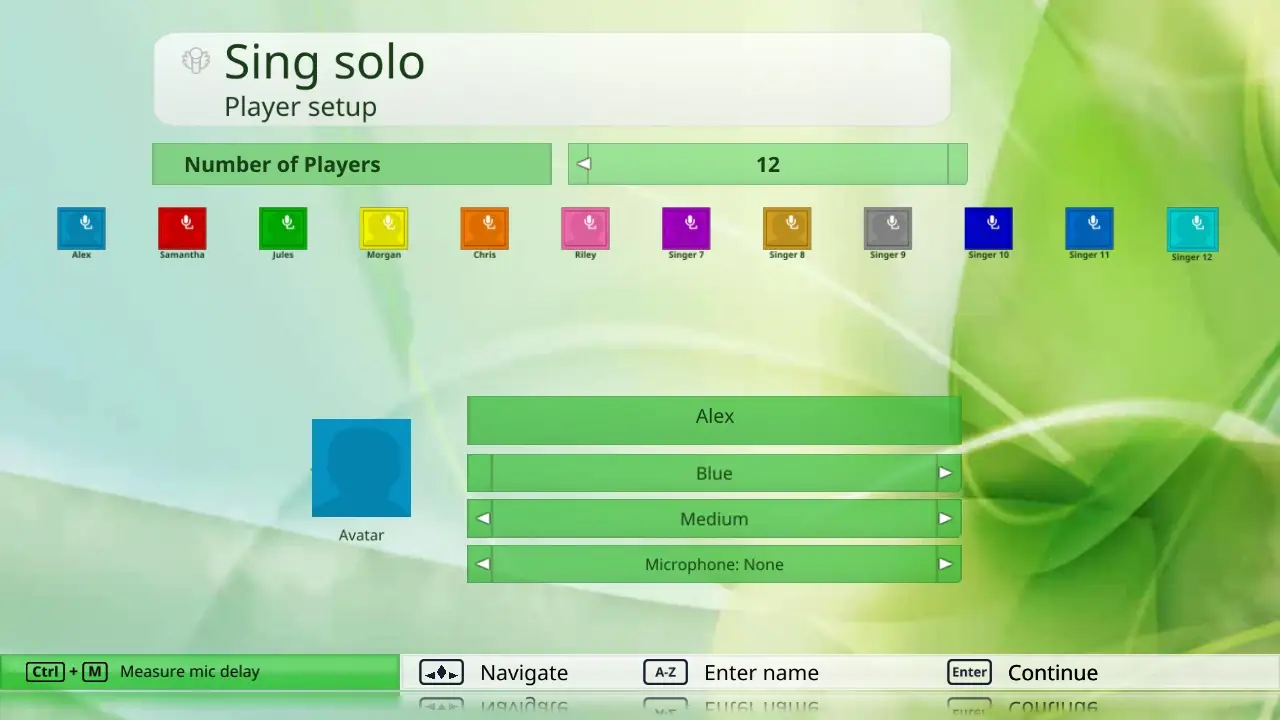 Sing solo
Player setup
Number of Players
12
Alex
Samantha
Jules
Morgan
Chris
Riley
Singer 7
Singer 8
Singer 9
Singer 10
Singer 11
Singer 12
Alex
Blue
Medium
Microphone: None
Avatar
Ctrl + M Measure mic delay
Navigate
A-Z Enter name
Enter Continue